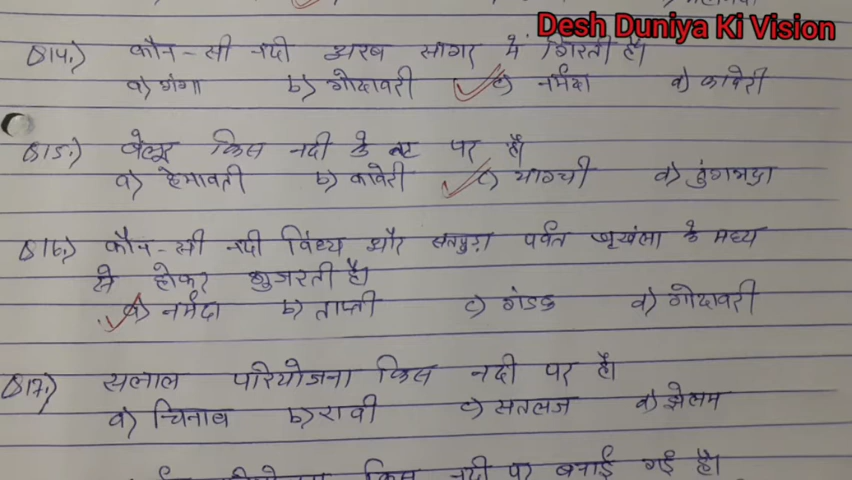 Desh Duniya Ki Vision
Q14.) कौन-सी नदी अरब सागर में गिरती है।
a) गंगा b) गोदावरी c) नर्मदा d) कावेरी
Q15.) बेलूर किस नदी के तट पर है।
a) हेमावती b) कावेरी c) यागची d) तुंगभद्रा
Q16.) कौन-सी नदी विंध्य और सतपुड़ा पर्वत श्रृखंला के मध्य
से होकर गुजरती है।
a) नर्मदा b) ताप्ती c) गंडक d) गोदावरी
Q17.) सलाल परियोजना किस नदी पर है।
a) चिनाब b) रावी c) सतलज d) झेलम
किस नदी पर बनाई गई है।